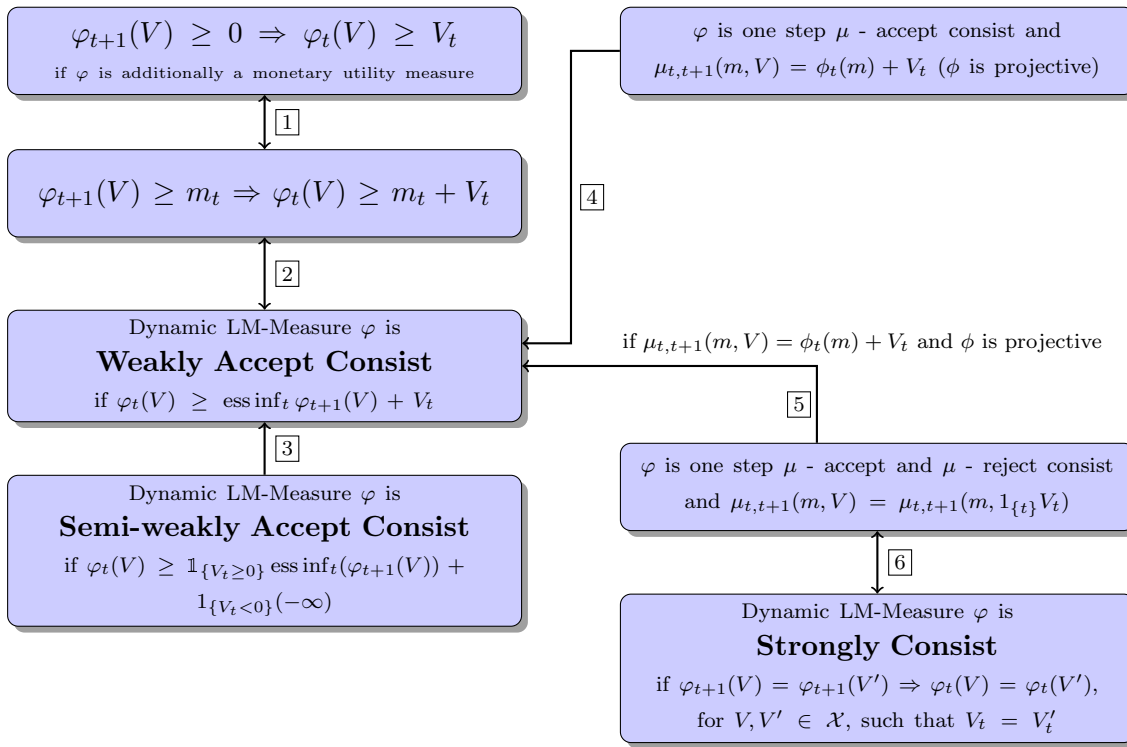 φ_{t+1}(V) ≥ 0 ⇒ φ_t(V) ≥ V_t
if φ is additionally a monetary utility measure
1
φ_{t+1}(V) ≥ m_t ⇒ φ_t(V) ≥ m_t + V_t
2
Dynamic LM-Measure φ is
Weakly Accept Consist
if φ_t(V) ≥ ess inf_t φ_{t+1}(V) + V_t
3
Dynamic LM-Measure φ is
Semi-weakly Accept Consist
if φ_t(V) ≥ 𝟙_{{V_t≥0}} ess inf_t(φ_{t+1}(V)) +
1_{{V_t<0}}(−∞)
φ is one step μ - accept consist and
μ_{t,t+1}(m, V) = ϕ_t(m) + V_t (ϕ is projective)
4
if μ_{t,t+1}(m, V) = ϕ_t(m) + V_t and ϕ is projective
5
φ is one step μ - accept and μ - reject consist
and μ_{t,t+1}(m, V) = μ_{t,t+1}(m, 1_{{t}}V_t)
6
Dynamic LM-Measure φ is
Strongly Consist
if φ_{t+1}(V) = φ_{t+1}(V′) ⇒ φ_t(V) = φ_t(V′),
for V, V′ ∈ 𝒳, such that V_t = V′_t